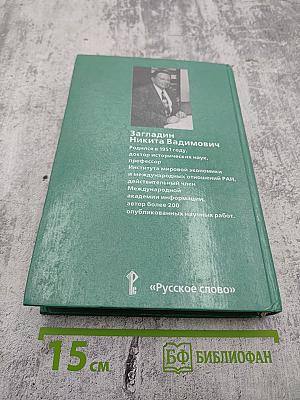 Загладин
Никита Вадимович
Родился в 1951 году,
доктор исторических наук,
профессор
Института мировой экономики
и международных отношений РАН,
действительный член
Международной
академии информации,
автор более 200
опубликованных научных работ.
«Русское слово»
15 см
БФ БИБЛИОФАН